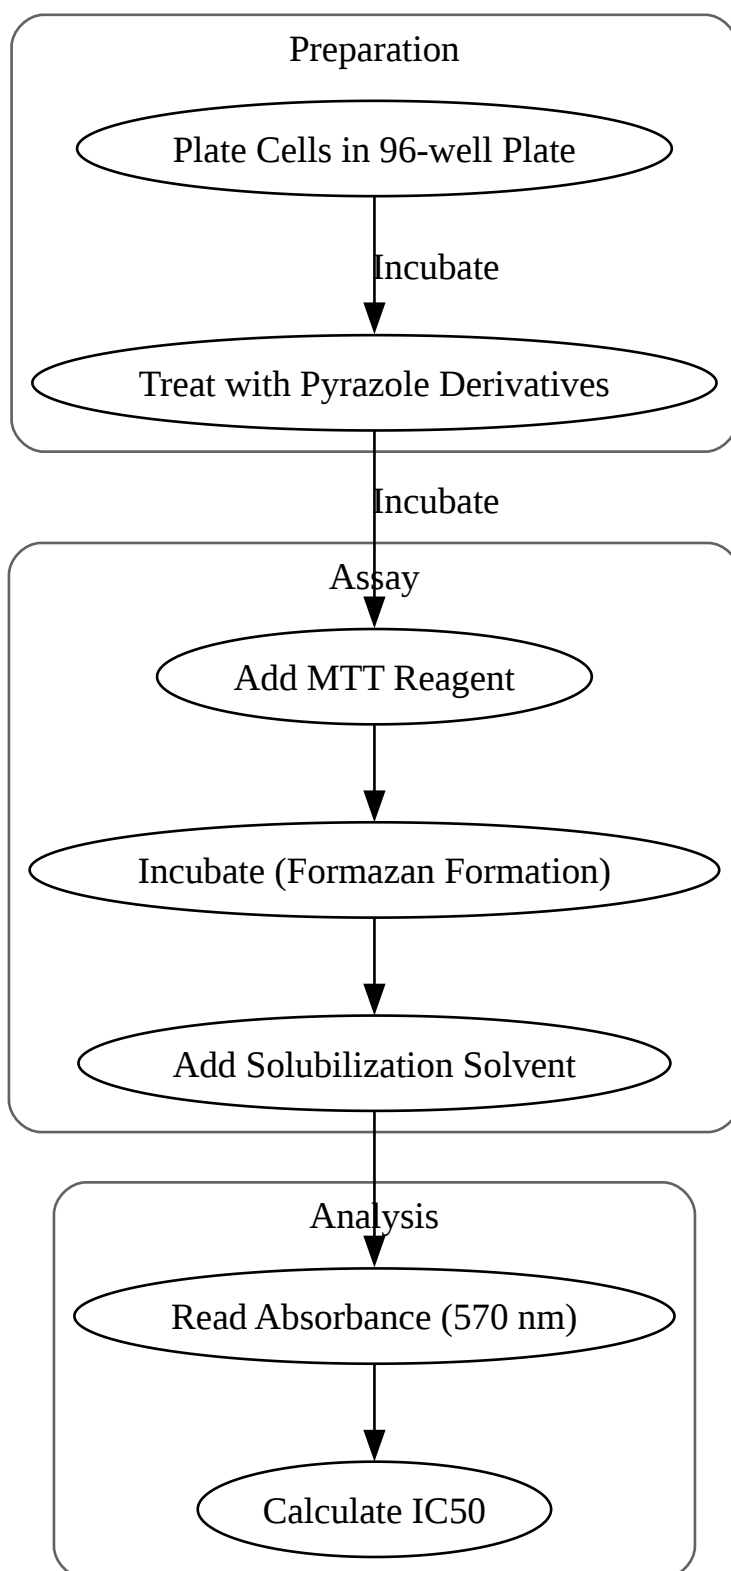 Preparation
Plate Cells in 96-well Plate
Incubate
Treat with Pyrazole Derivatives
Incubate
Assay
Add MTT Reagent
Incubate (Formazan Formation)
Add Solubilization Solvent
Analysis
Read Absorbance (570 nm)
Calculate IC50